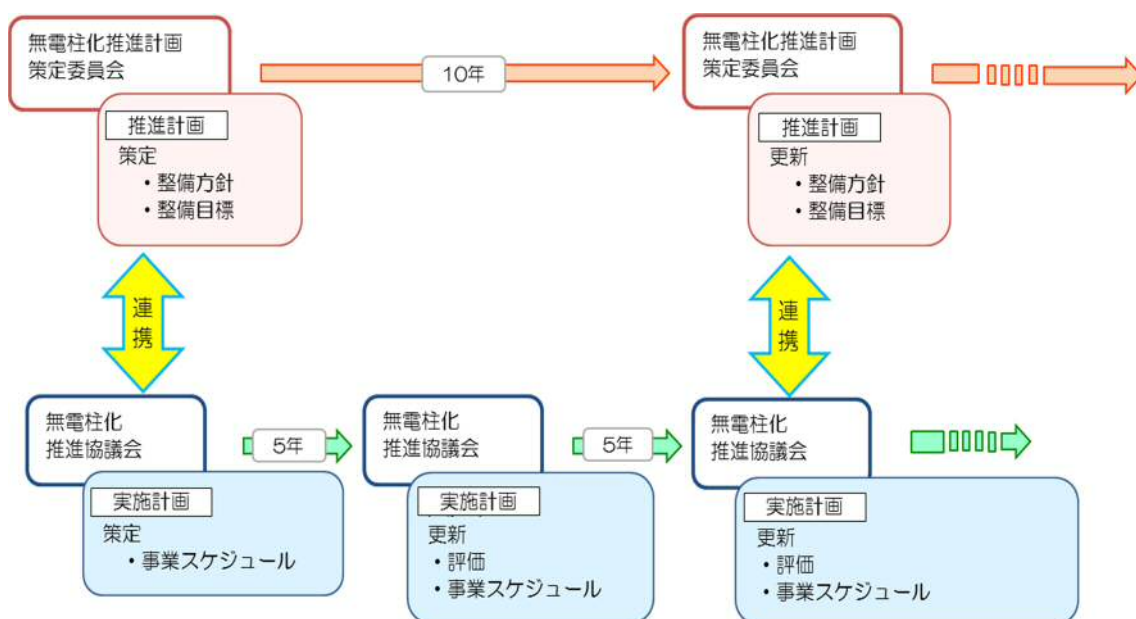 無電柱化推進計画
策定委員会
推進計画
策定
・整備方針
・整備目標
10年
無電柱化推進計画
策定委員会
推進計画
更新
・整備方針
・整備目標
連携
連携
無電柱化
推進協議会
実施計画
策定
・事業スケジュール
5年
無電柱化
推進協議会
実施計画
更新
・評価
・事業スケジュール
5年
無電柱化
推進協議会
実施計画
更新
・評価
・事業スケジュール